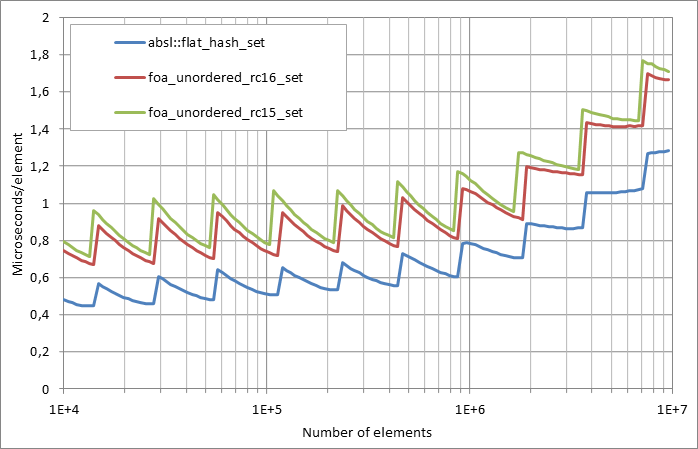 2
1,8
1,6
1,4
1,2
1
0,8
0,6
0,4
0,2
0
Microseconds/element
absl::flat_hash_set
foa_unordered_rc16_set
foa_unordered_rc15_set
1E+4
1E+5
1E+6
1E+7
Number of elements